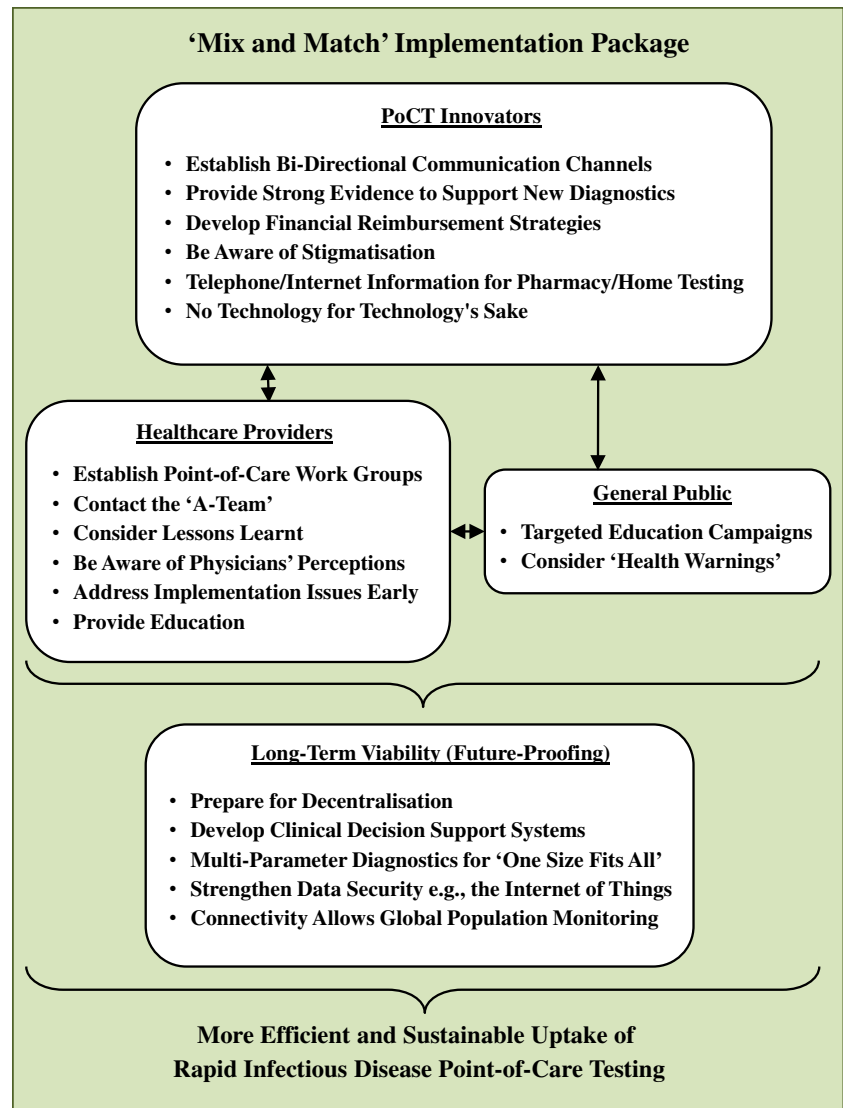 ‘Mix and Match’ Implementation Package
PoCT Innovators
• Establish Bi-Directional Communication Channels
• Provide Strong Evidence to Support New Diagnostics
• Develop Financial Reimbursement Strategies
• Be Aware of Stigmatisation
• Telephone/Internet Information for Pharmacy/Home Testing
• No Technology for Technology's Sake
Healthcare Providers
• Establish Point-of-Care Work Groups
• Contact the ‘A-Team’
• Consider Lessons Learnt
• Be Aware of Physicians’ Perceptions
• Address Implementation Issues Early
• Provide Education
General Public
• Targeted Education Campaigns
• Consider ‘Health Warnings’
Long-Term Viability (Future-Proofing)
• Prepare for Decentralisation
• Develop Clinical Decision Support Systems
• Multi-Parameter Diagnostics for ‘One Size Fits All’
• Strengthen Data Security e.g., the Internet of Things
• Connectivity Allows Global Population Monitoring
More Efficient and Sustainable Uptake of
Rapid Infectious Disease Point-of-Care Testing